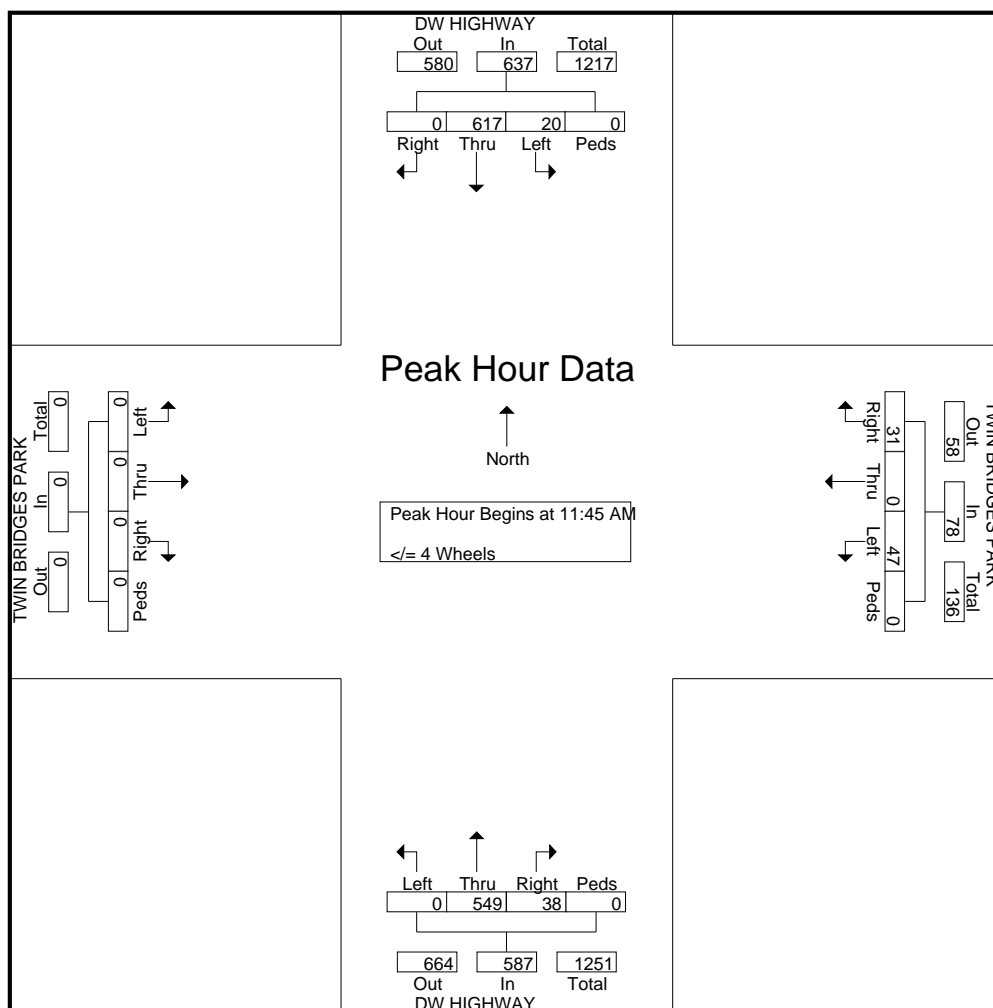 DW HIGHWAY
Out In Total
580 637 1217
0 617 20 0
Right Thru Left Peds
Peak Hour Data
North
Peak Hour Begins at 11:45 AM
</= 4 Wheels
TWIN BRIDGES PARK
Total In Out
0 0 0
0 0 0 0
Left Thru Right Peds
TWIN BRIDGES PARK
Out In Total
58 78 136
31 0 47 0
Right Thru Left Peds
Left Thru Right Peds
0 549 38 0
664 587 1251
Out In Total
DW HIGHWAY